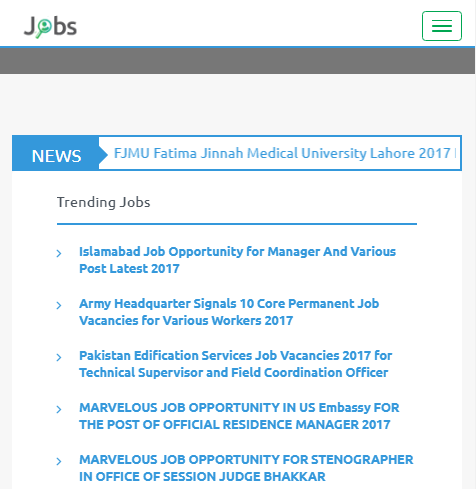 Jobs
NEWS
FJMU Fatima Jinnah Medical University Lahore 2017
Trending Jobs
Islamabad Job Opportunity for Manager And Various
Post Latest 2017
Army Headquarter Signals 10 Core Permanent Job
Vacancies for Various Workers 2017
Pakistan Edification Services Job Vacancies 2017 for
Technical Supervisor and Field Coordination Officer
MARVELOUS JOB OPPORTUNITY IN US Embassy FOR
THE POST OF OFFICIAL RESIDENCE MANAGER 2017
MARVELOUS JOB OPPORTUNITY FOR STENOGRAPHER
IN OFFICE OF SESSION JUDGE BHAKKAR